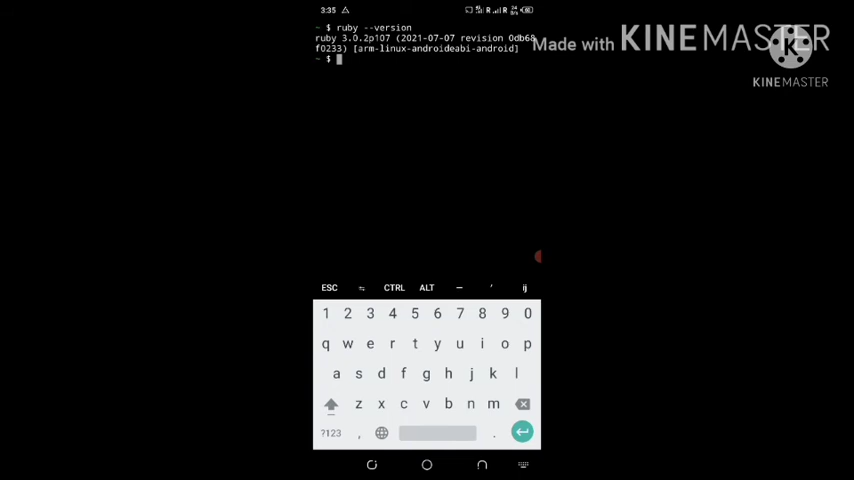 3:35
~ $ ruby --version
ruby 3.0.2p107 (2021-07-07 revision 0db68
f0233) [arm-linux-androideabi-android]
~ $
Made with KINEMASTER
K
KINEMASTER
ESC CTRL ALT — ′ ij
1 2 3 4 5 6 7 8 9 0
q w e r t y u i o p
a s d f g h j k l
z x c v b n m
?123 , .